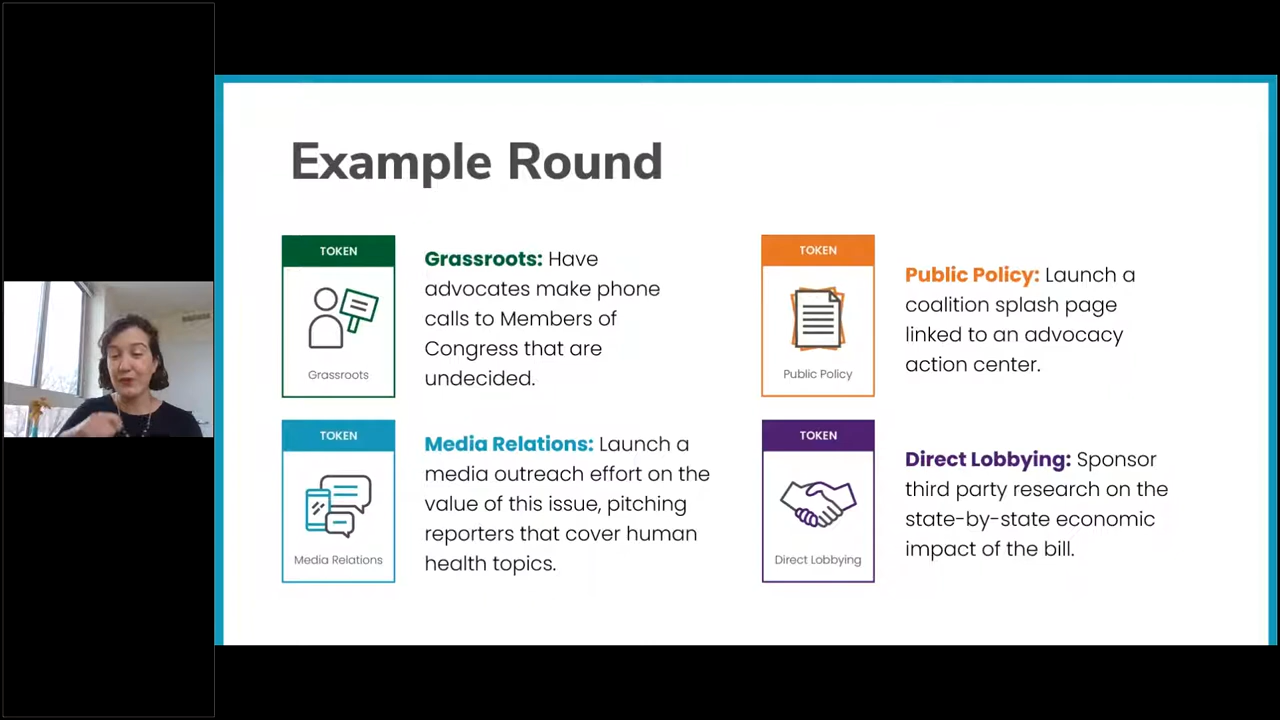 Example Round
TOKEN
Grassroots
Grassroots: Have
advocates make phone
calls to Members of
Congress that are
undecided.
TOKEN
Public Policy
Public Policy: Launch a
coalition splash page
linked to an advocacy
action center.
TOKEN
Media Relations
Media Relations: Launch a
media outreach effort on the
value of this issue, pitching
reporters that cover human
health topics.
TOKEN
Direct Lobbying
Direct Lobbying: Sponsor
third party research on the
state-by-state economic
impact of the bill.